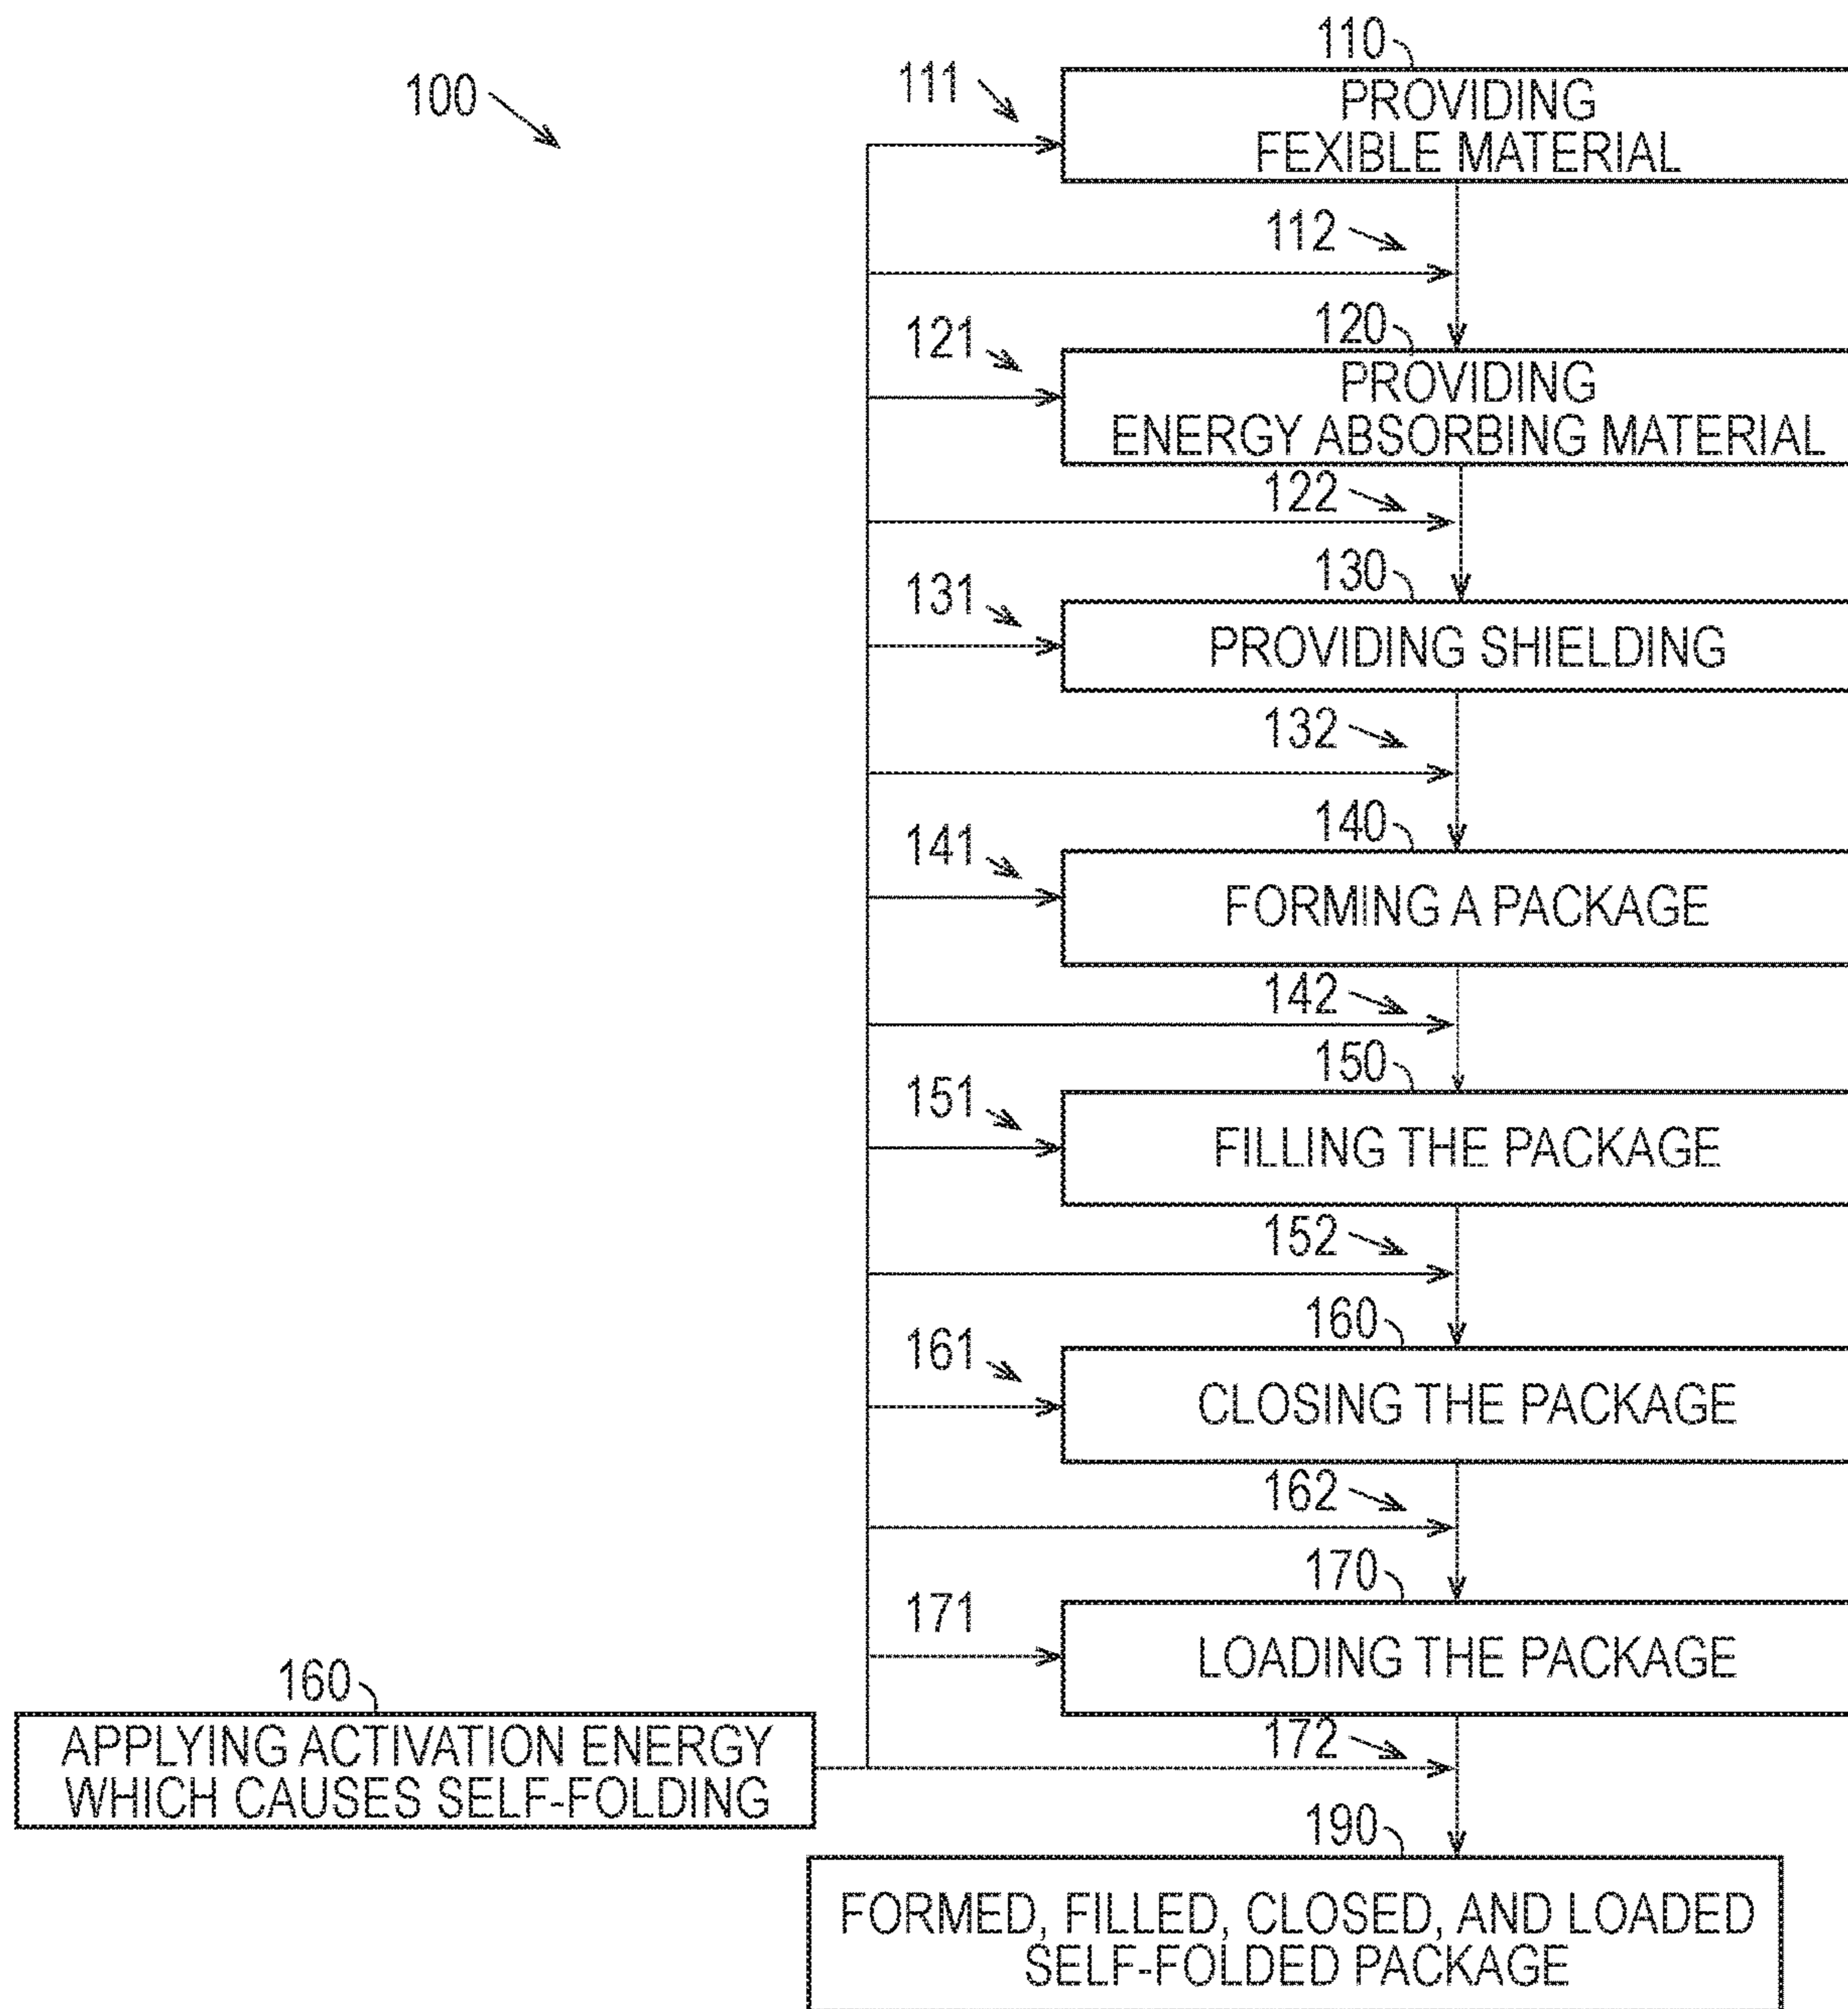 100
110
111
PROVIDING
FEXIBLE MATERIAL
112
120
121
PROVIDING
ENERGY ABSORBING MATERIAL
122
130
131
PROVIDING SHIELDING
132
140
141
FORMING A PACKAGE
142
150
151
FILLING THE PACKAGE
152
160
161
CLOSING THE PACKAGE
162
170
171
LOADING THE PACKAGE
160
APPLYING ACTIVATION ENERGY
WHICH CAUSES SELF-FOLDING
172
190
FORMED, FILLED, CLOSED, AND LOADED
SELF-FOLDED PACKAGE